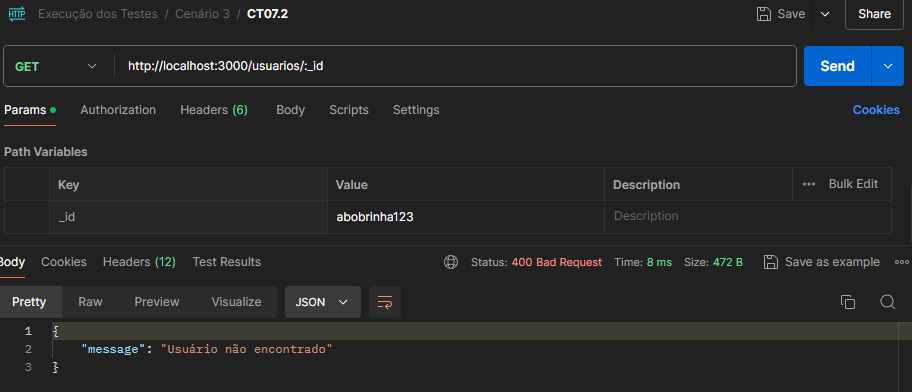 HTTP Execução dos Testes / Cenário 3 / CT07.2 Save Share
GET http://localhost:3000/usuarios/:_id Send
Params Authorization Headers (6) Body Scripts Settings Cookies
Path Variables
Key Value Description Bulk Edit
_id abobrinha123 Description
Body Cookies Headers (12) Test Results Status: 400 Bad Request Time: 8 ms Size: 472 B Save as example
Pretty Raw Preview Visualize JSON
1 {
2 "message": "Usuário não encontrado"
3 }